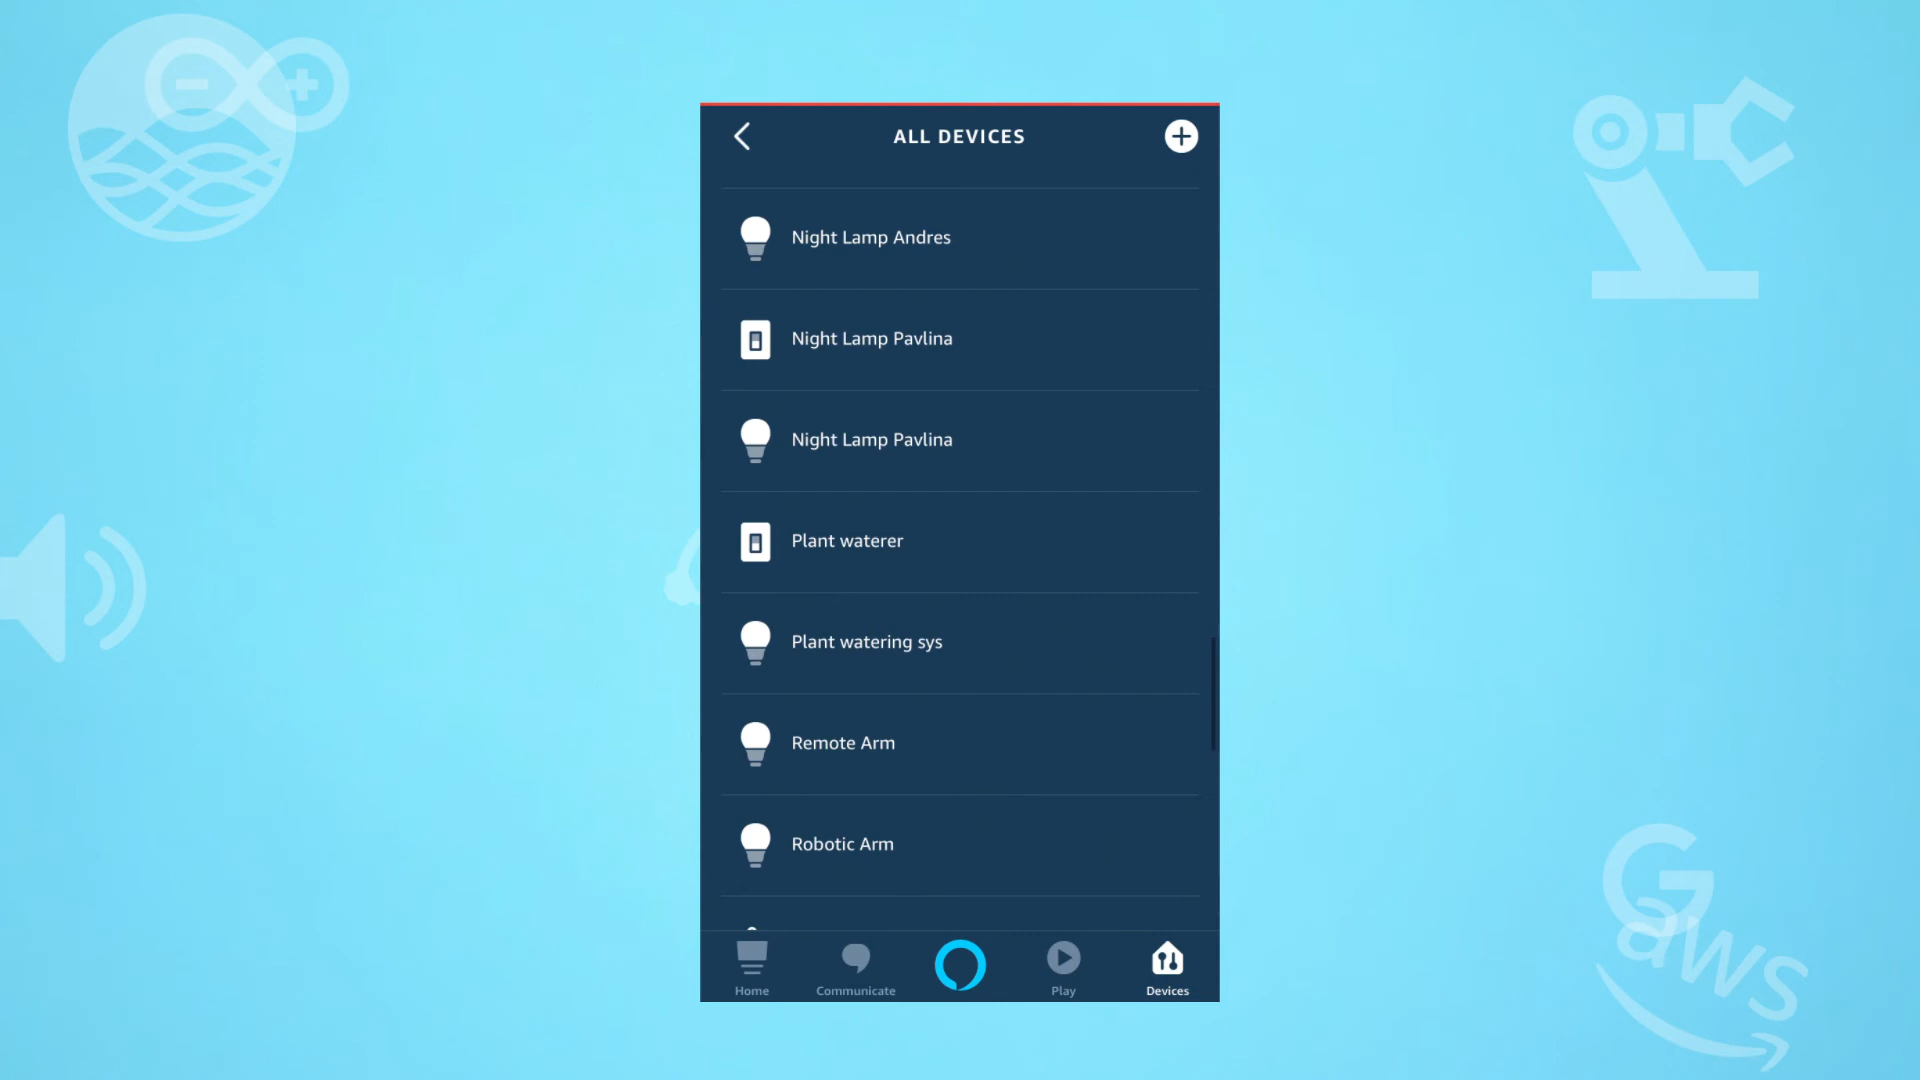 ALL DEVICES
Night Lamp Andres
Night Lamp Pavlina
Night Lamp Pavlina
Plant waterer
Plant watering sys
Remote Arm
Robotic Arm
Home
Communicate
Play
Devices
G
aws